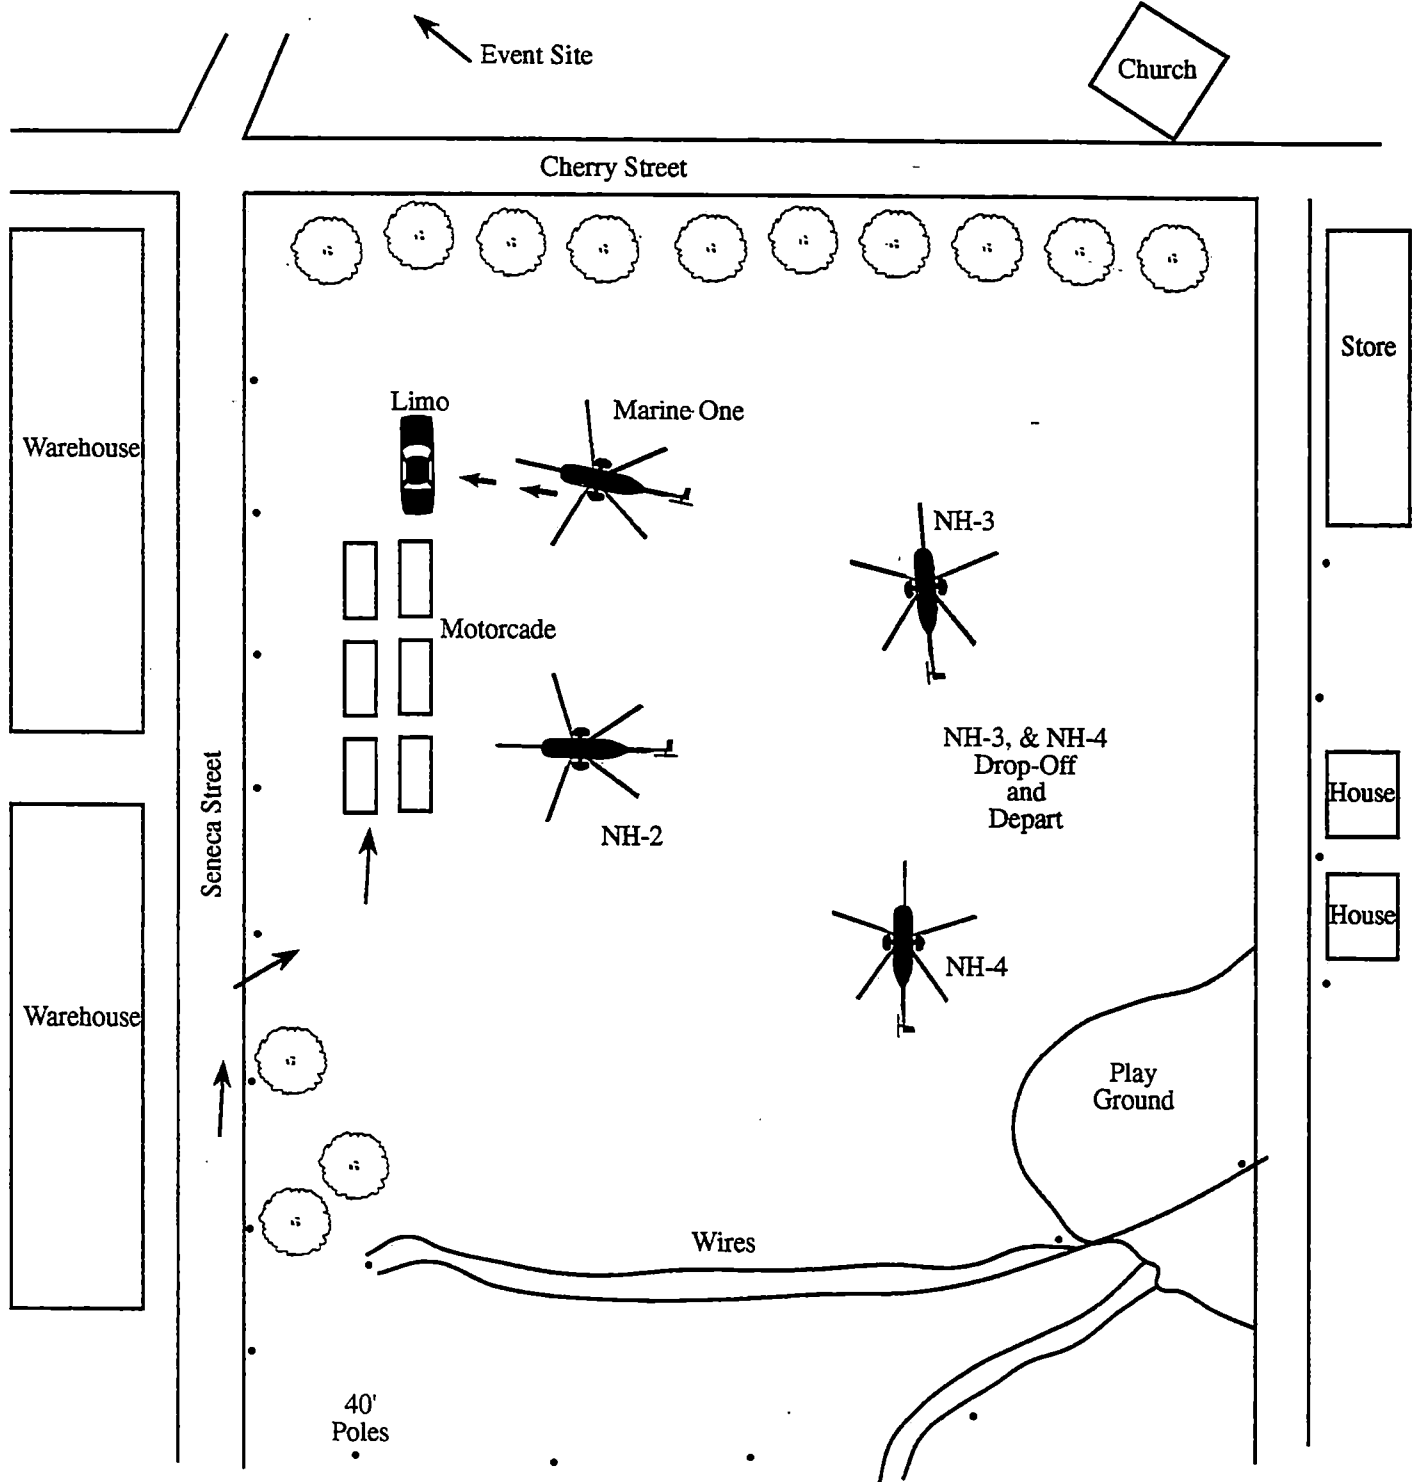 Event Site
Church
Cherry Street
Store
Limo
Marine One
Warehouse
NH-3
Motorcade
NH-3, & NH-4
Drop-Off
and
Depart
House
Seneca Street
NH-2
House
NH-4
Warehouse
Play
Ground
Wires
40'
Poles